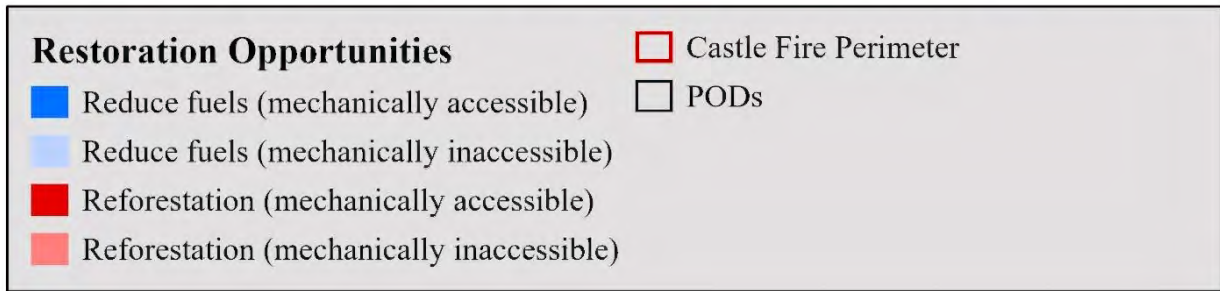 Restoration Opportunities
Reduce fuels (mechanically accessible)
Reduce fuels (mechanically inaccessible)
Reforestation (mechanically accessible)
Reforestation (mechanically inaccessible)
Castle Fire Perimeter
PODs